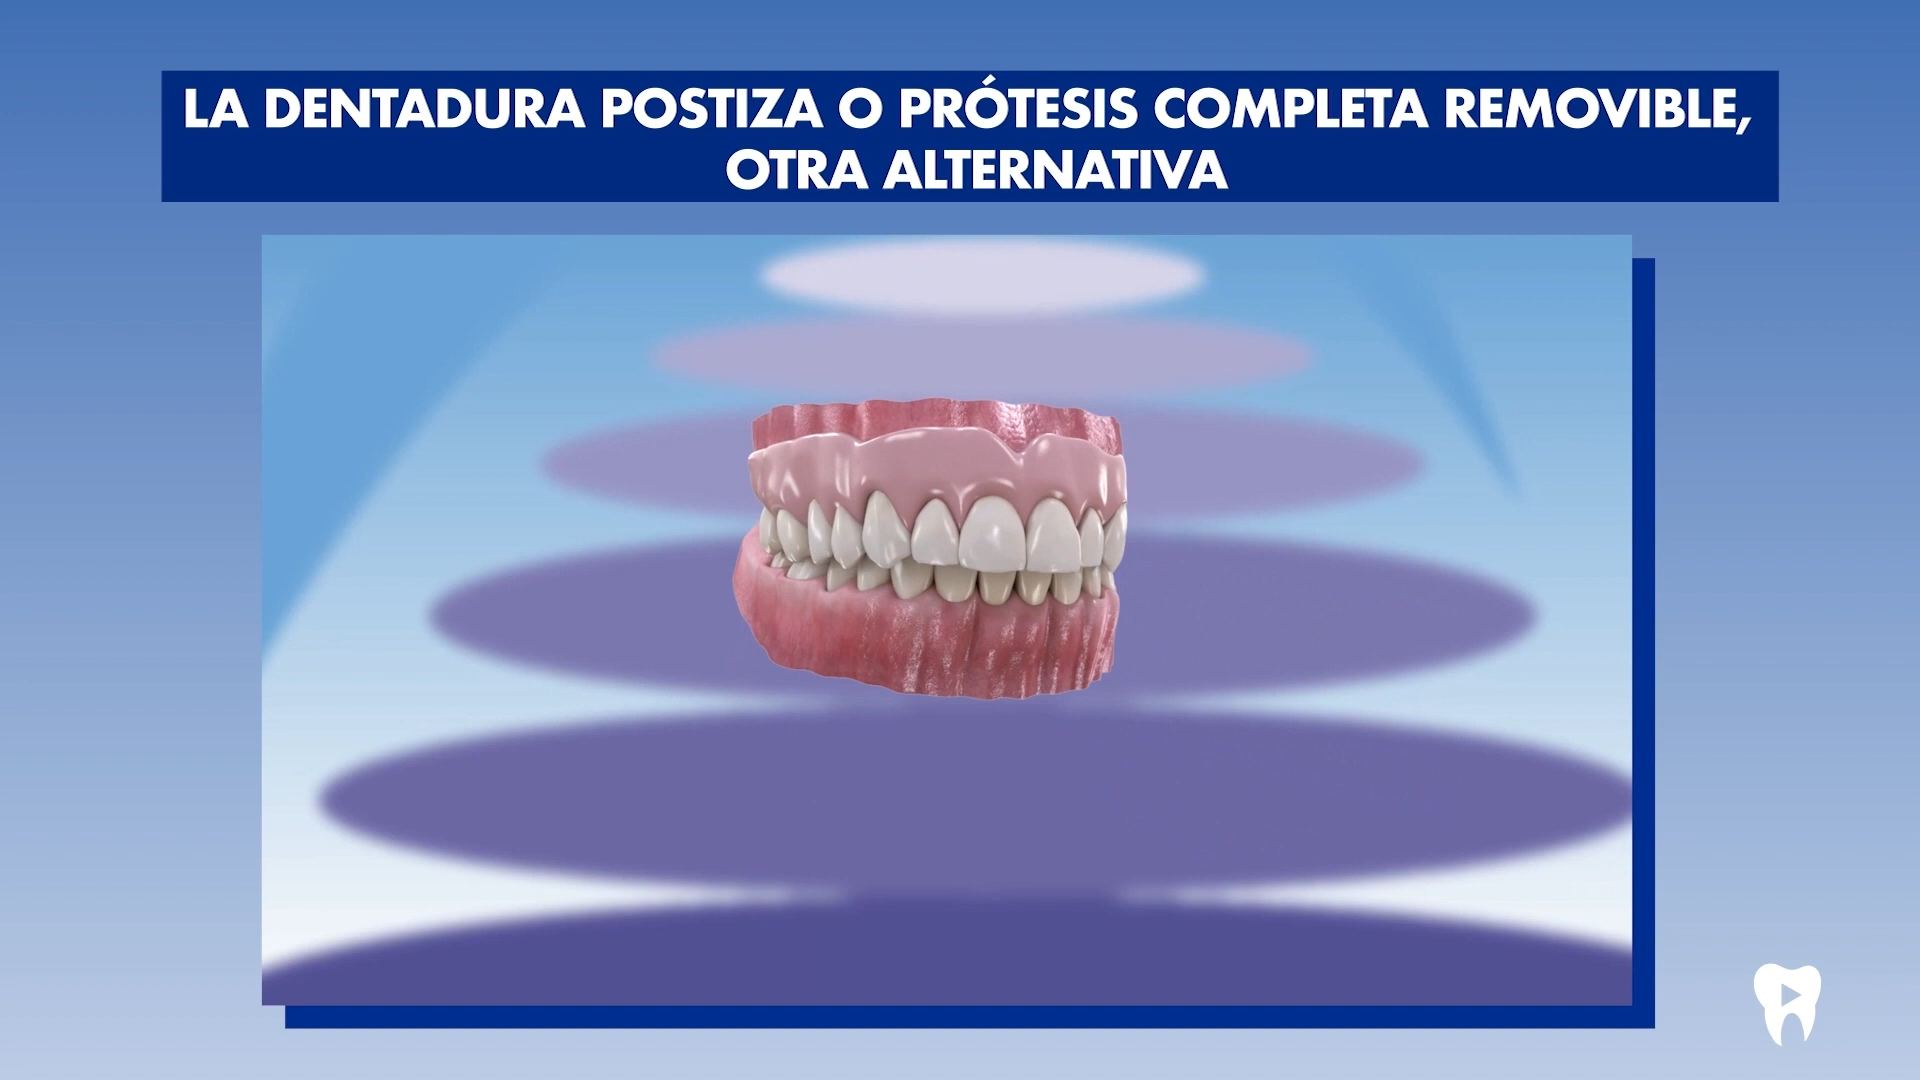 LA DENTADURA POSTIZA O PRÓTESIS COMPLETA REMOVIBLE,
OTRA ALTERNATIVA